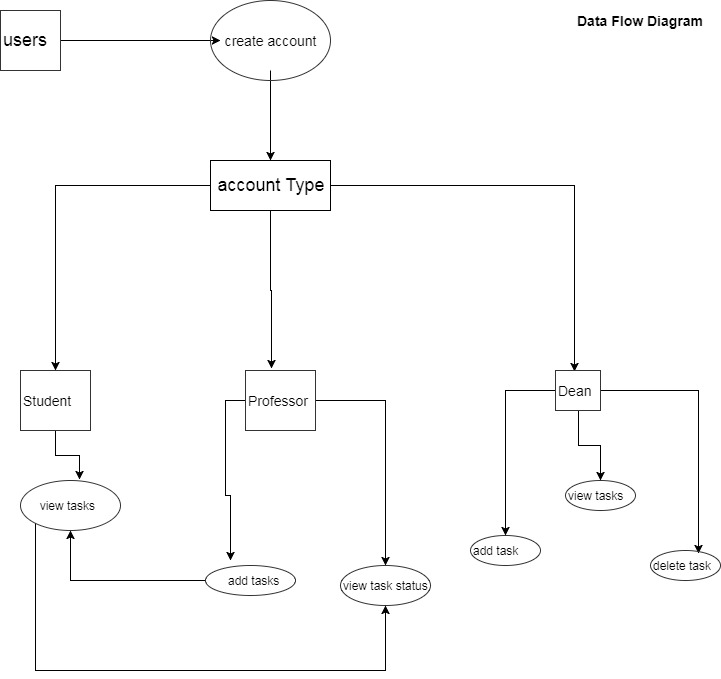 users
create account
Data Flow Diagram
account Type
Student
Professor
Dean
view tasks
view tasks
add task
add tasks
view task status
delete task